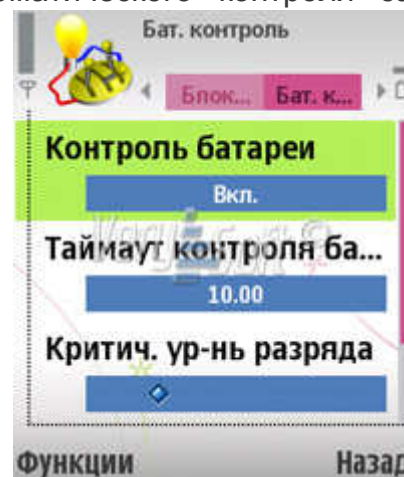 Бат. контроль
Блок... Бат. к...
Контроль батареи
Вкл.
Таймаут контроля ба...
10.00
Критич. ур-нь разряда
Функции Назад